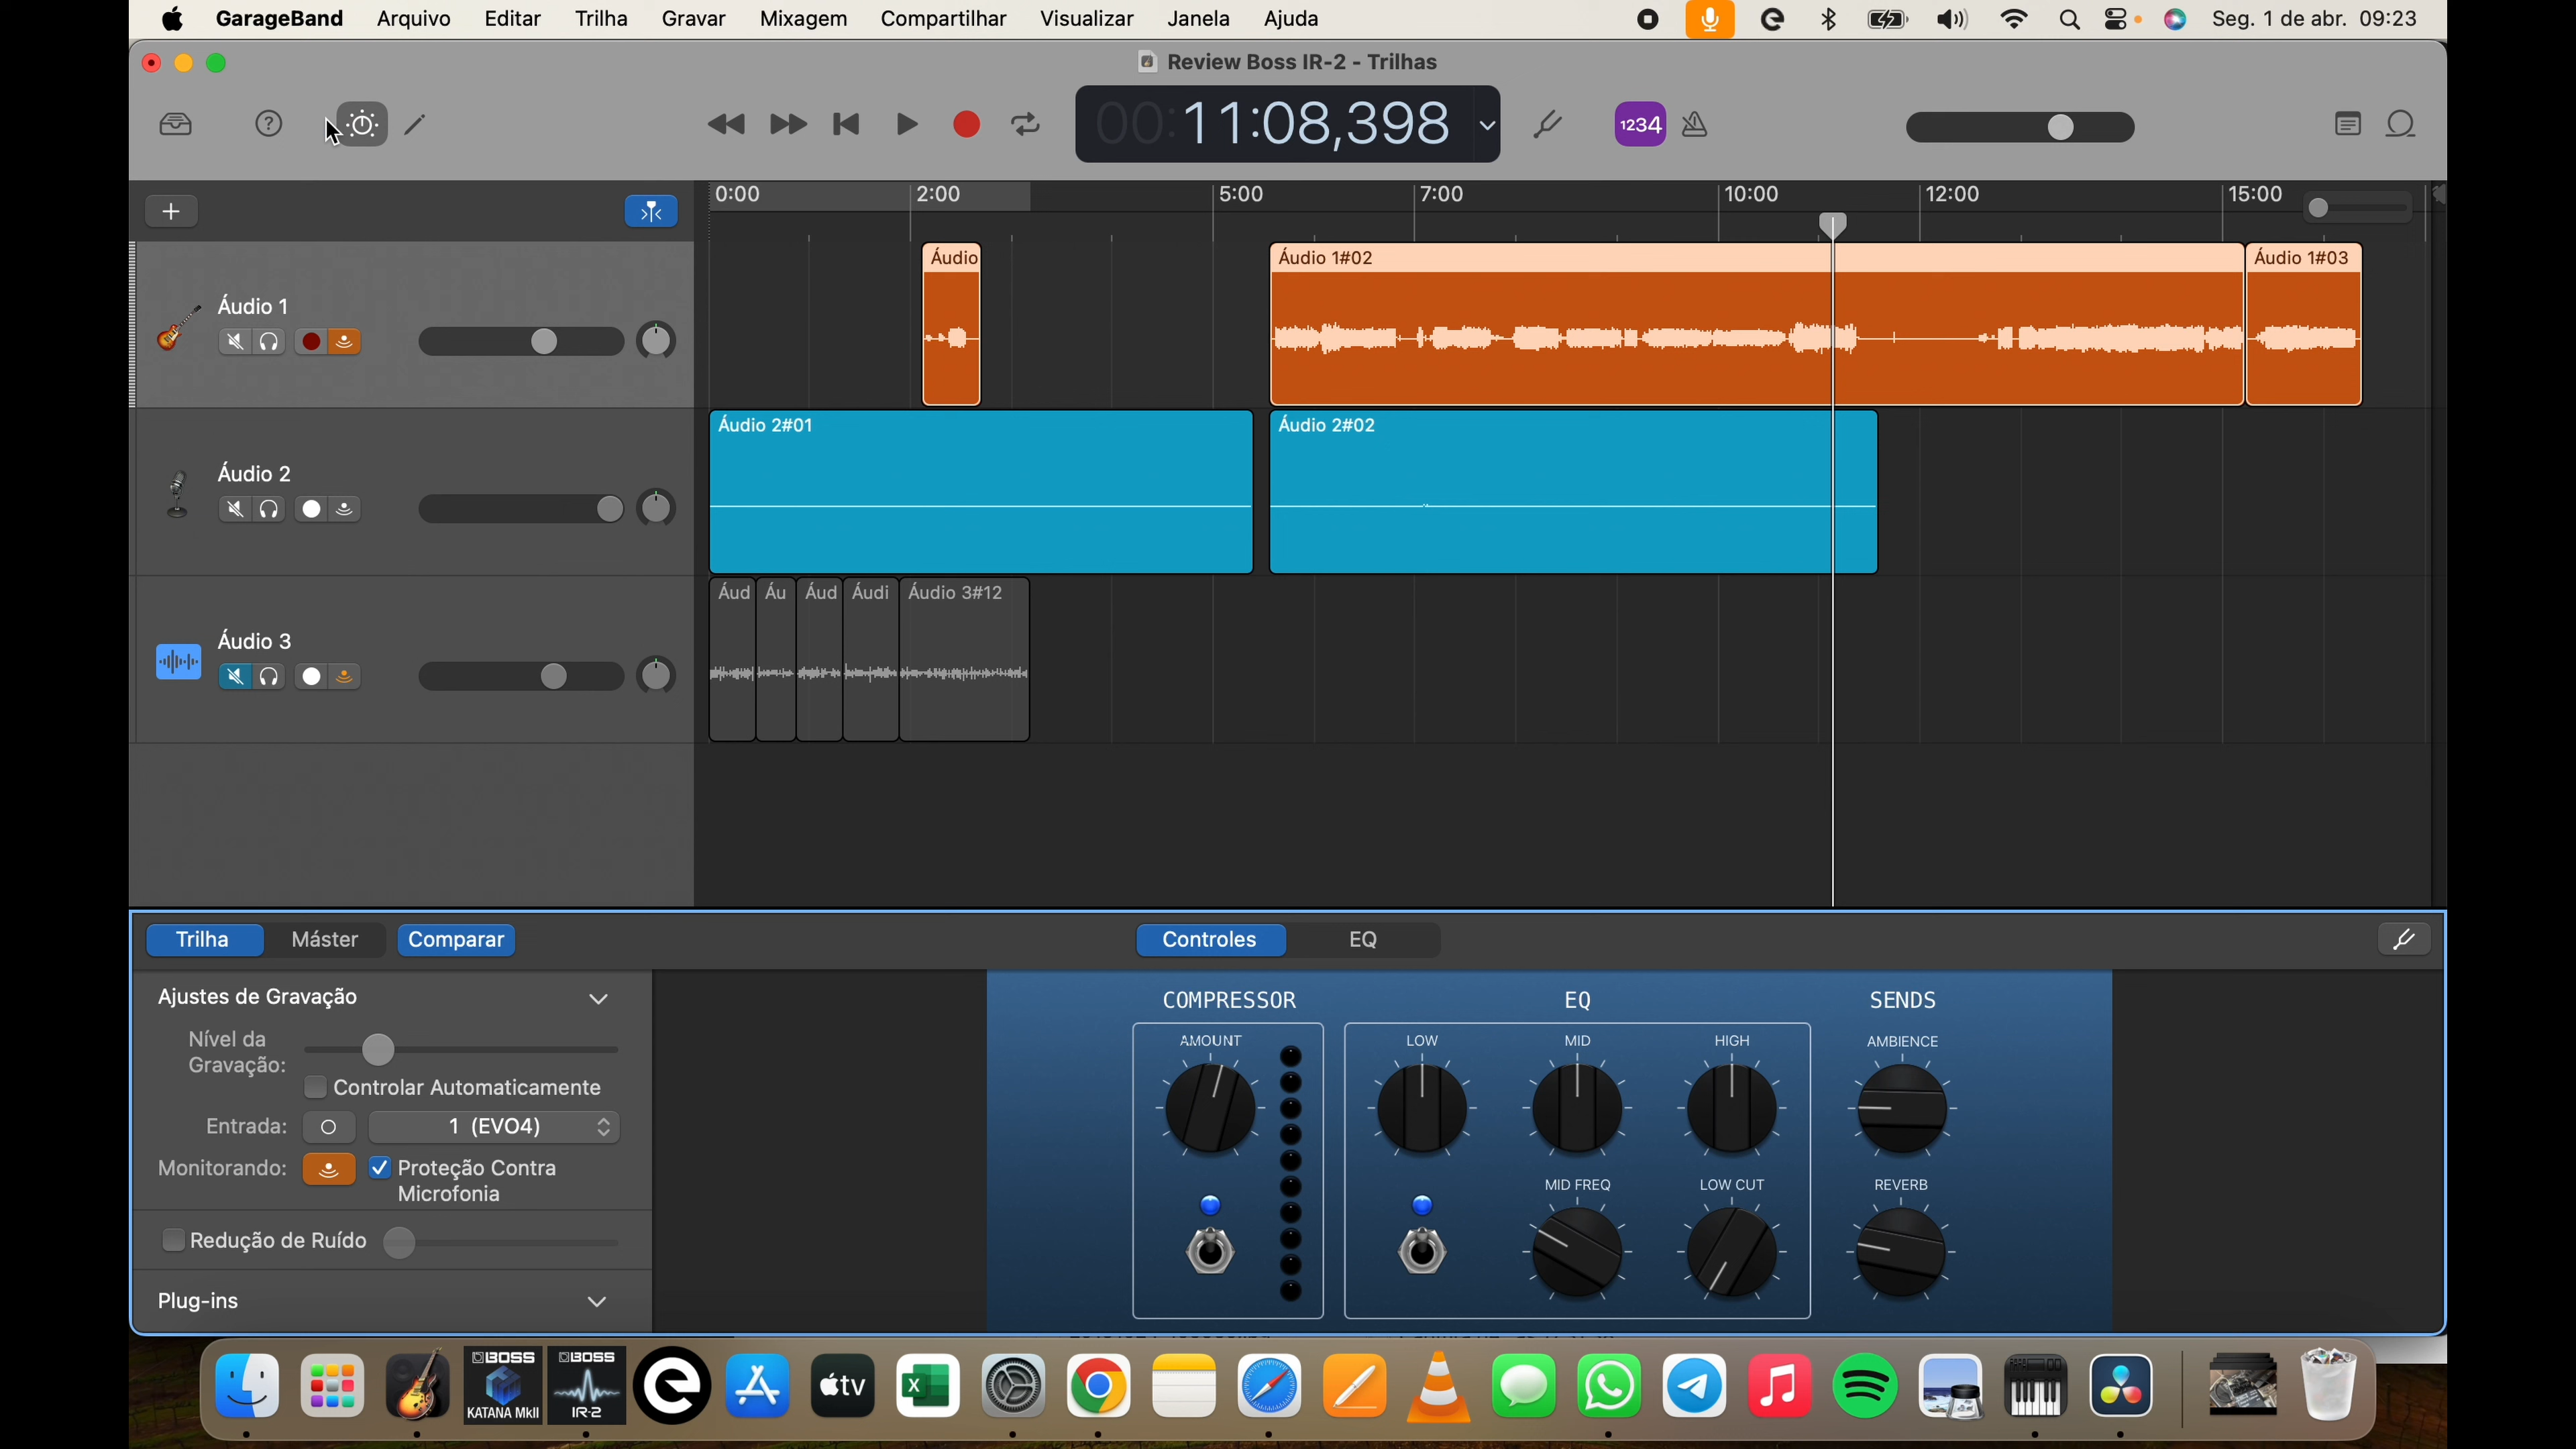 GarageBand Arquivo Editar Trilha Gravar Mixagem Compartilhar Visualizar Janela Ajuda Seg. 1 de abr. 09:23
Review Boss IR-2 - Trilhas
00:11:08,398 1234
0:00 2:00 5:00 7:00 10:00 12:00 15:00
Áudio 1
Áudio Áudio 1#02 Áudio 1#03
Áudio 2
Áudio 2#01 Áudio 2#02
Áudio 3
Áud Áu Áud Áudi Áudio 3#12
Trilha Máster Comparar Controles EQ
Ajustes de Gravação
Nível da
Gravação:
Controlar Automaticamente
Entrada: 1 (EVO4)
Monitorando: Proteção Contra
Microfonia
Redução de Ruído
Plug-ins
COMPRESSOR EQ SENDS
AMOUNT LOW MID HIGH AMBIENCE
MID FREQ LOW CUT REVERB
BOSS
KATANA MkII
BOSS
IR-2
tv
X